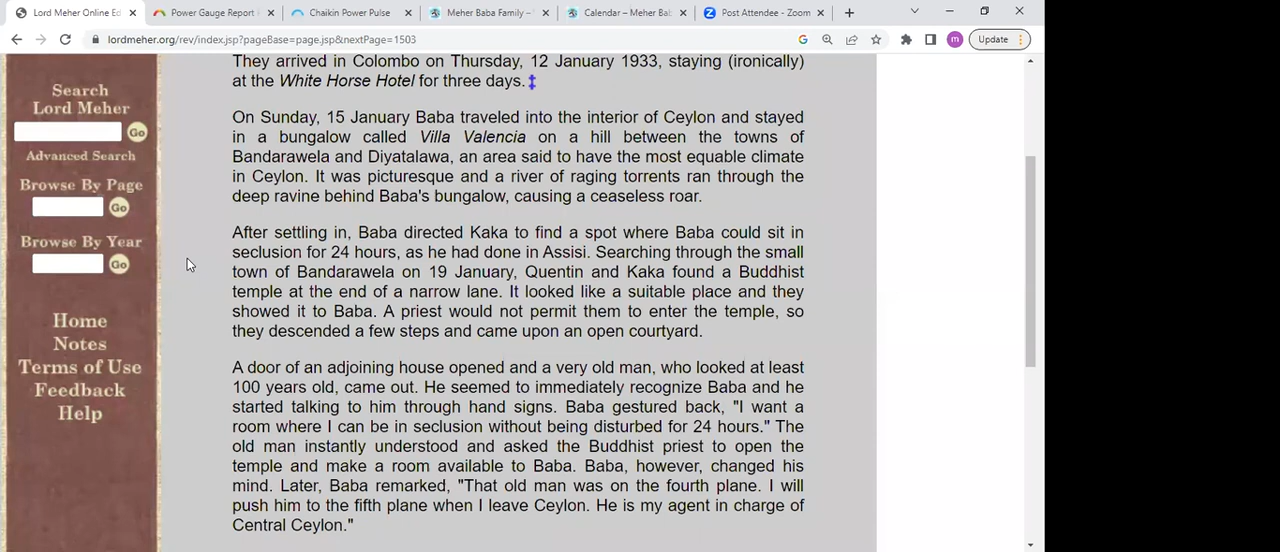 Lord Meher Online Ed
Power Gauge Report
Chaikin Power Pulse
Meher Baba Family –
Calendar – Meher Ba
Post Attendee - Zoom
lordmeher.org/rev/index.jsp?pageBase=page.jsp&nextPage=1503
m
Update
Search
Lord Meher
Go
Advanced Search
Browse By Page
Go
Browse By Year
Go
Home
Notes
Terms of Use
Feedback
Help
They arrived in Colombo on Thursday, 12 January 1933, staying (ironically)
at the White Horse Hotel for three days.
On Sunday, 15 January Baba traveled into the interior of Ceylon and stayed
in a bungalow called Villa Valencia on a hill between the towns of
Bandarawela and Diyatalawa, an area said to have the most equable climate
in Ceylon. It was picturesque and a river of raging torrents ran through the
deep ravine behind Baba's bungalow, causing a ceaseless roar.
After settling in, Baba directed Kaka to find a spot where Baba could sit in
seclusion for 24 hours, as he had done in Assisi. Searching through the small
town of Bandarawela on 19 January, Quentin and Kaka found a Buddhist
temple at the end of a narrow lane. It looked like a suitable place and they
showed it to Baba. A priest would not permit them to enter the temple, so
they descended a few steps and came upon an open courtyard.
A door of an adjoining house opened and a very old man, who looked at least
100 years old, came out. He seemed to immediately recognize Baba and he
started talking to him through hand signs. Baba gestured back, "I want a
room where I can be in seclusion without being disturbed for 24 hours." The
old man instantly understood and asked the Buddhist priest to open the
temple and make a room available to Baba. Baba, however, changed his
mind. Later, Baba remarked, "That old man was on the fourth plane. I will
push him to the fifth plane when I leave Ceylon. He is my agent in charge of
Central Ceylon."